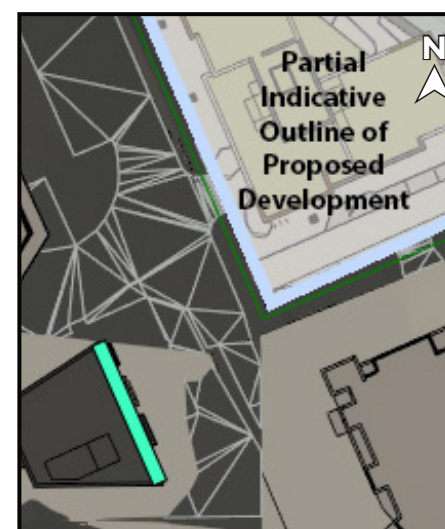 N
Partial
Indicative
Outline of
Proposed
Development